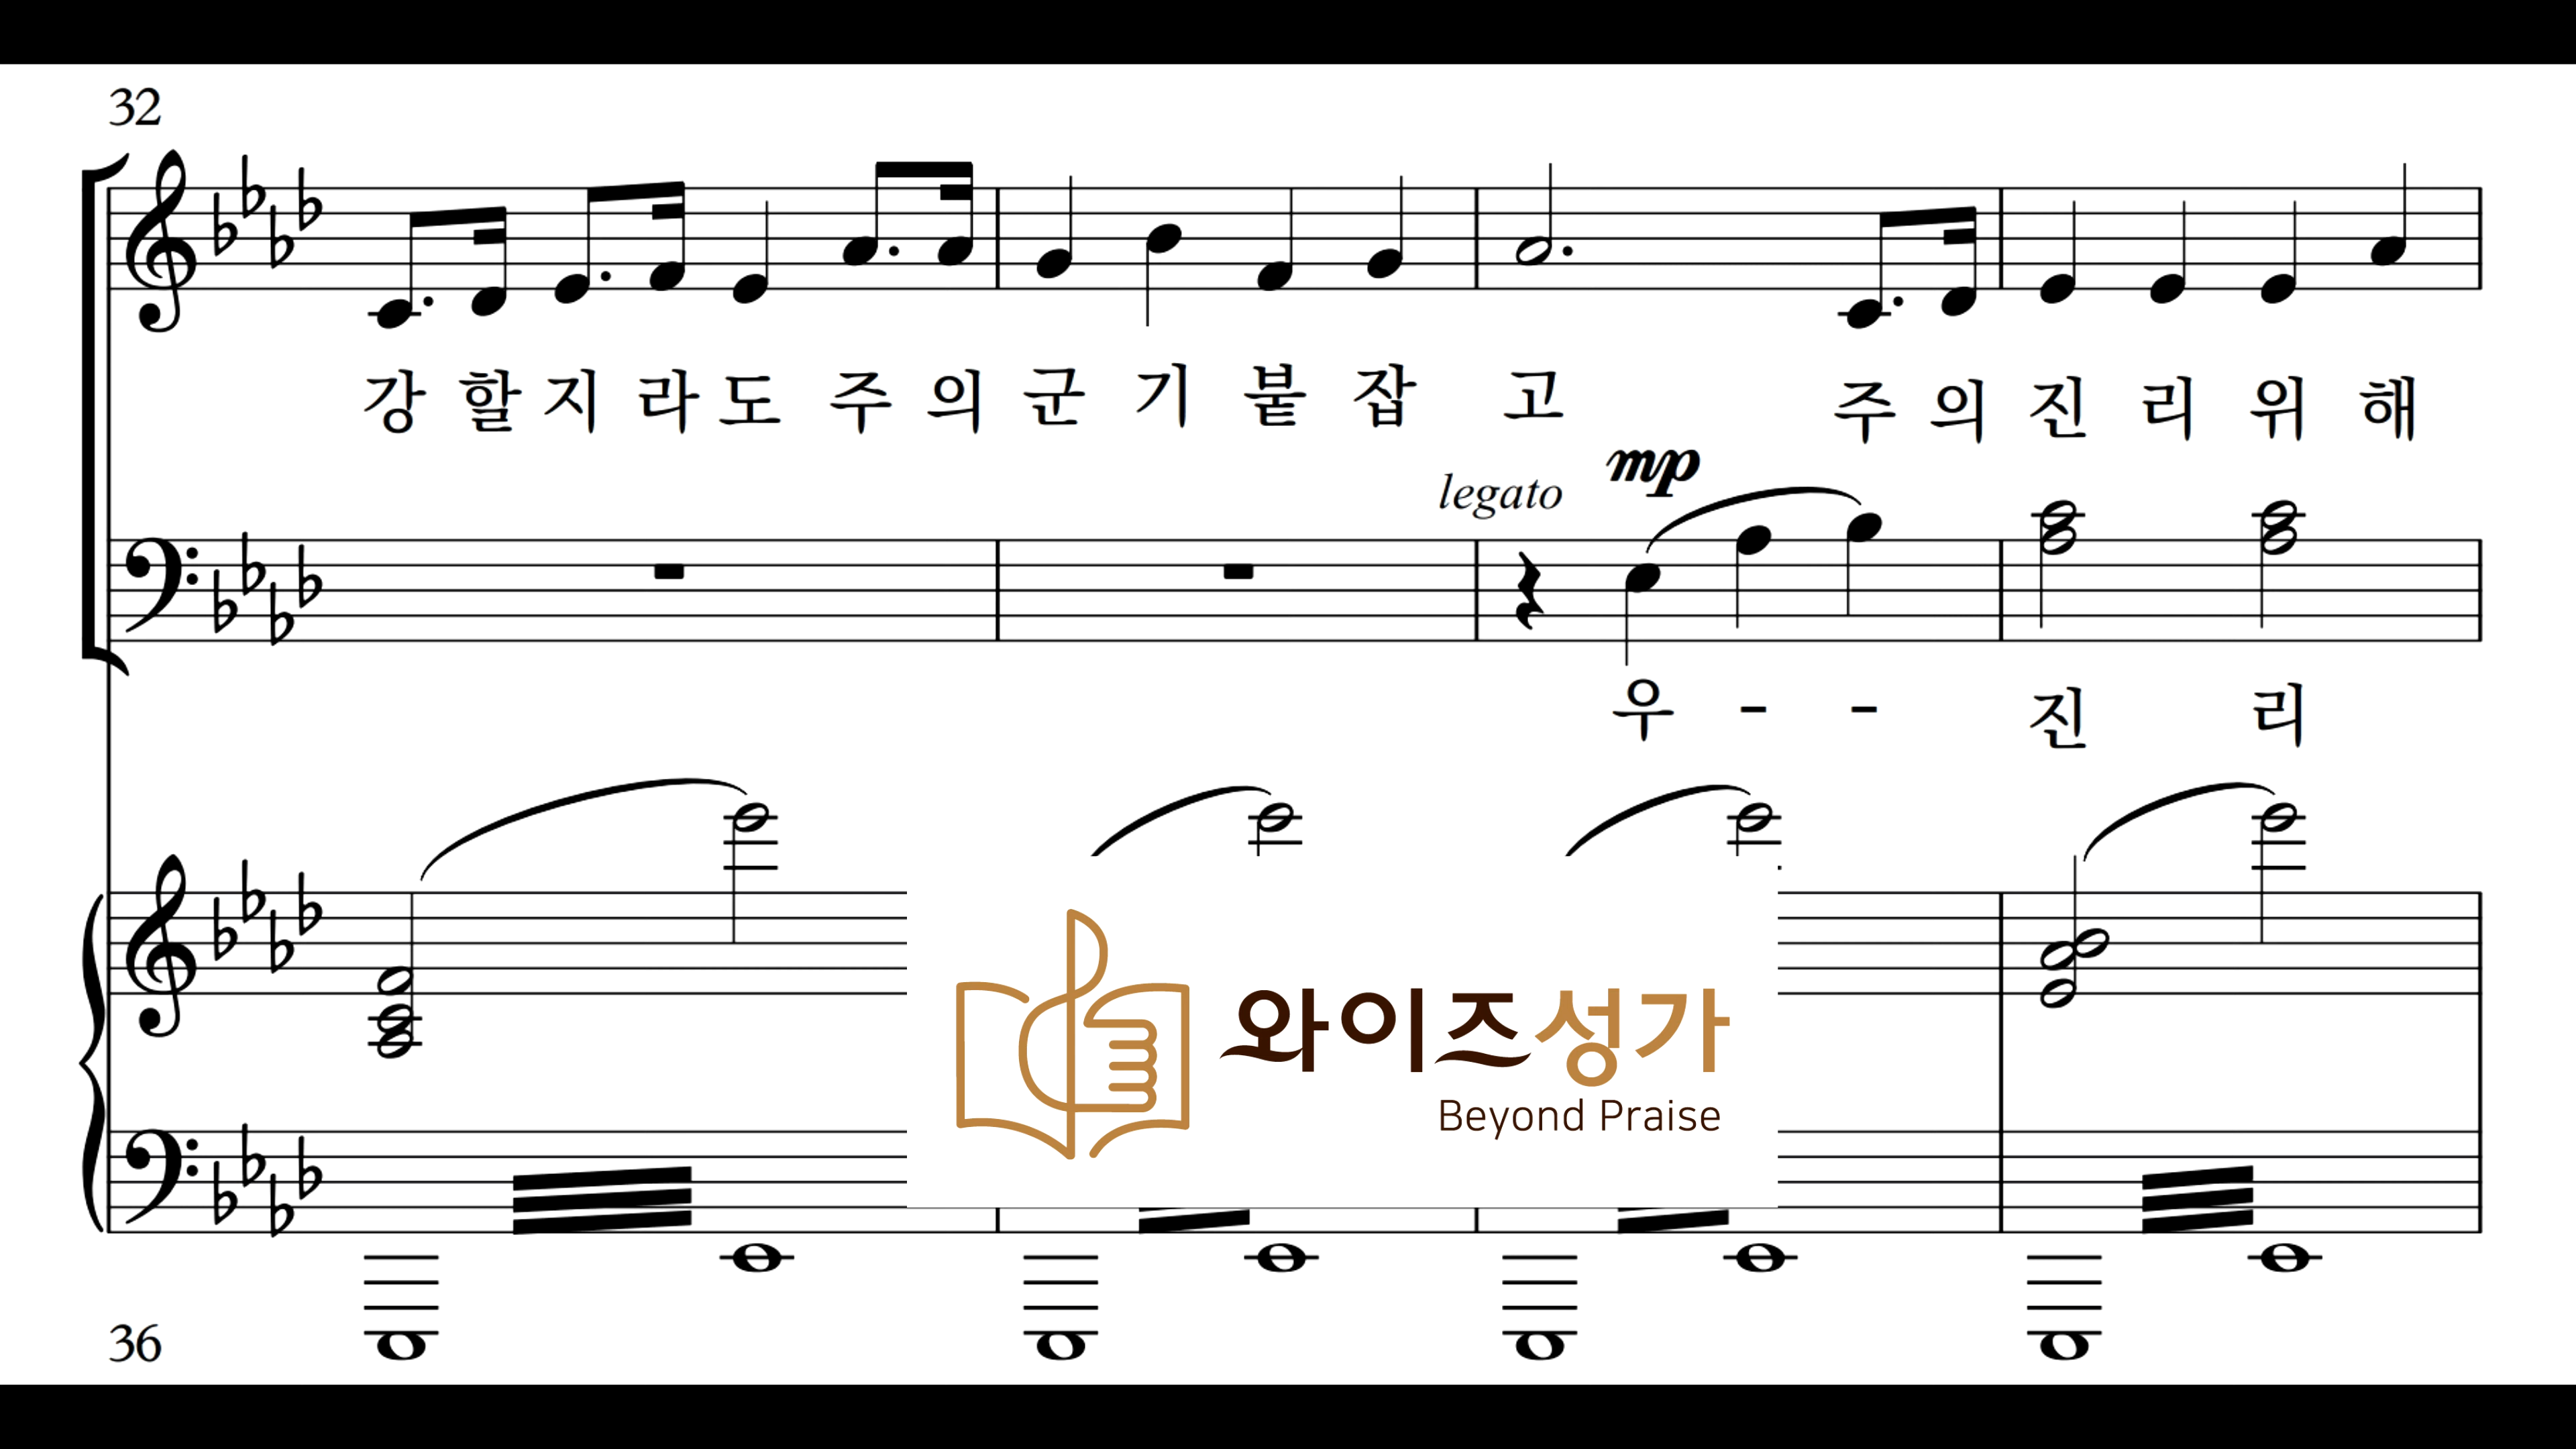 32
강 할 지 라 도 주 의 군 기 붙 잡 고 주 의 진 리 위 해
legato mp
우 - - 진 리
와이즈성가
Beyond Praise
36